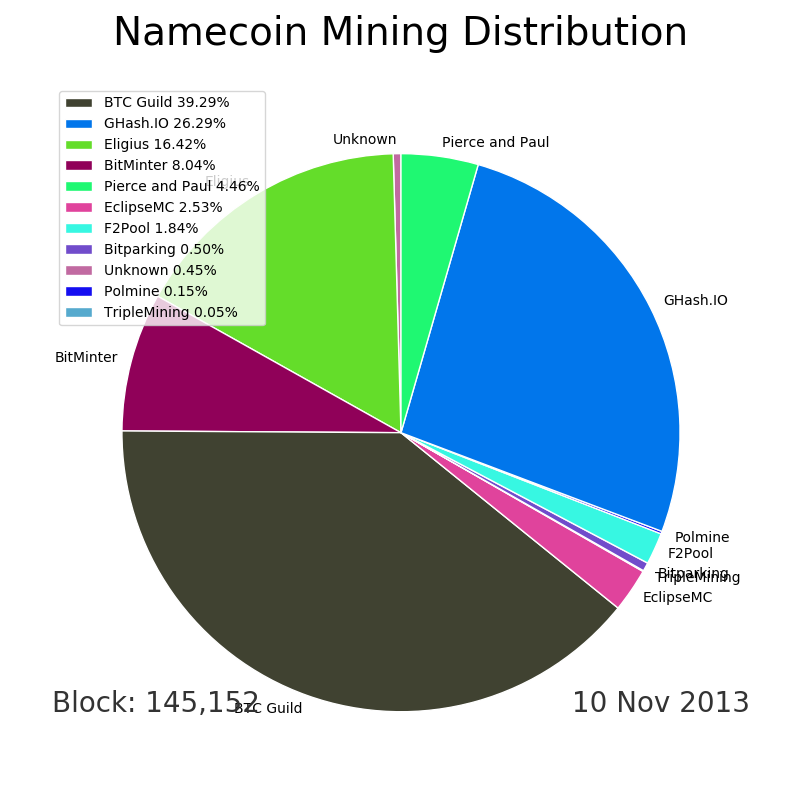 Namecoin Mining Distribution
BTC Guild 39.29%
GHash.IO 26.29%
Eligius 16.42%
BitMinter 8.04%
Pierce and Paul 4.46%
EclipseMC 2.53%
F2Pool 1.84%
Bitparking 0.50%
Unknown 0.45%
Polmine 0.15%
TripleMining 0.05%
Unknown
Pierce and Paul
Eligius
GHash.IO
BitMinter
Polmine
F2Pool
Bitparking
TripleMining
EclipseMC
BTC Guild
Block: 145,152
10 Nov 2013